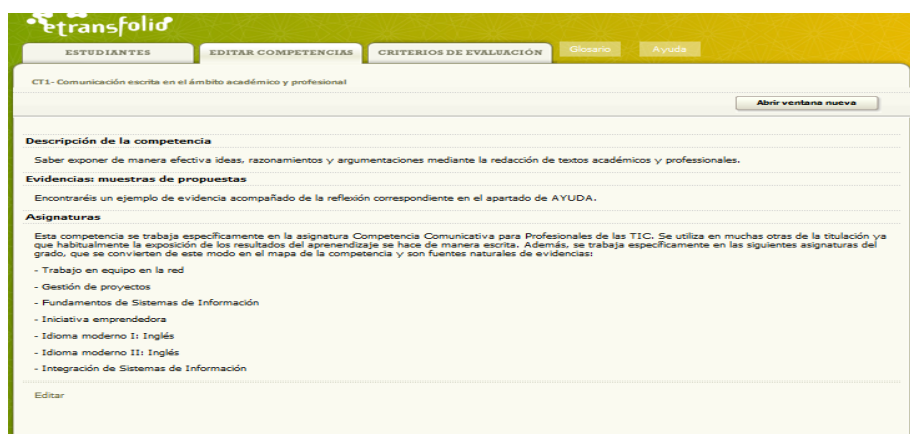 etransfolio
ESTUDIANTES EDITAR COMPETENCIAS CRITERIOS DE EVALUACIÓN Glosario Ayuda
CT1- Comunicación escrita en el ámbito académico y profesional
Abrir ventana nueva
Descripción de la competencia
Saber exponer de manera efectiva ideas, razonamientos y argumentaciones mediante la redacción de textos académicos y professionales.
Evidencias: muestras de propuestas
Encontraréis un ejemplo de evidencia acompañado de la reflexión correspondiente en el apartado de AYUDA.
Asignaturas
Esta competencia se trabaja específicamente en la asignatura Competencia Comunicativa para Profesionales de las TIC. Se utiliza en muchas otras de la titulación ya
que habitualmente la exposición de los resultados del aprenendizaje se hace de manera escrita. Además, se trabaja específicamente en las siguientes asignaturas del
grado, que se convierten de este modo en el mapa de la competencia y son fuentes naturales de evidencias:
- Trabajo en equipo en la red
- Gestión de proyectos
- Fundamentos de Sistemas de Información
- Iniciativa emprendedora
- Idioma moderno I: Inglés
- Idioma moderno II: Inglés
- Integración de Sistemas de Información
Editar